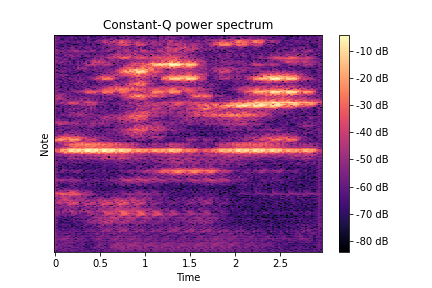 Constant-Q power spectrum
Note
0
0.5
1
1.5
2
2.5
Time
-10 dB
-20 dB
-30 dB
-40 dB
-50 dB
-60 dB
-70 dB
-80 dB